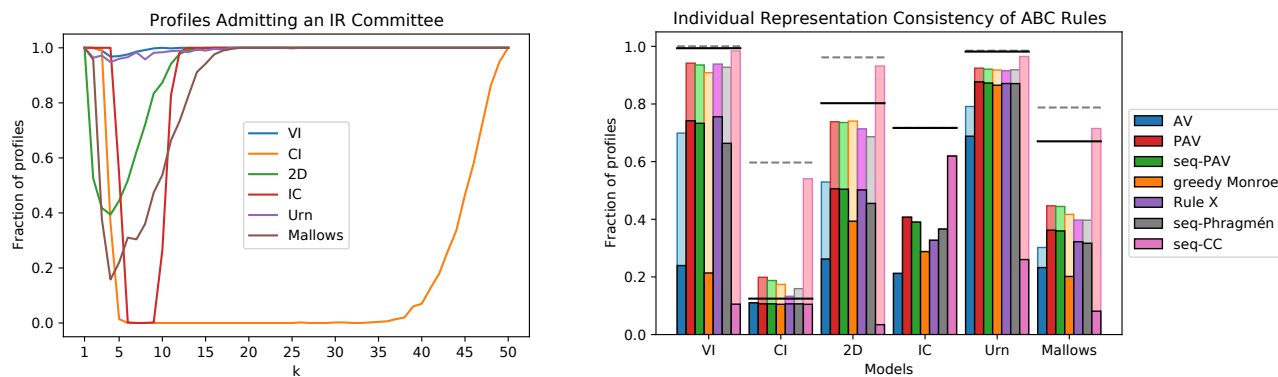 Profiles Admitting an IR Committee
Fraction of profiles
1.0
0.8
0.6
0.4
0.2
0.0
VI
CI
2D
IC
Urn
Mallows
1 5 10 15 20 25 30 35 40 45 50
k
Individual Representation Consistency of ABC Rules
Fraction of profiles
1.0
0.8
0.6
0.4
0.2
0.0
VI CI 2D IC Urn Mallows
Models
AV
PAV
seq-PAV
greedy Monroe
Rule X
seq-Phragmén
seq-CC